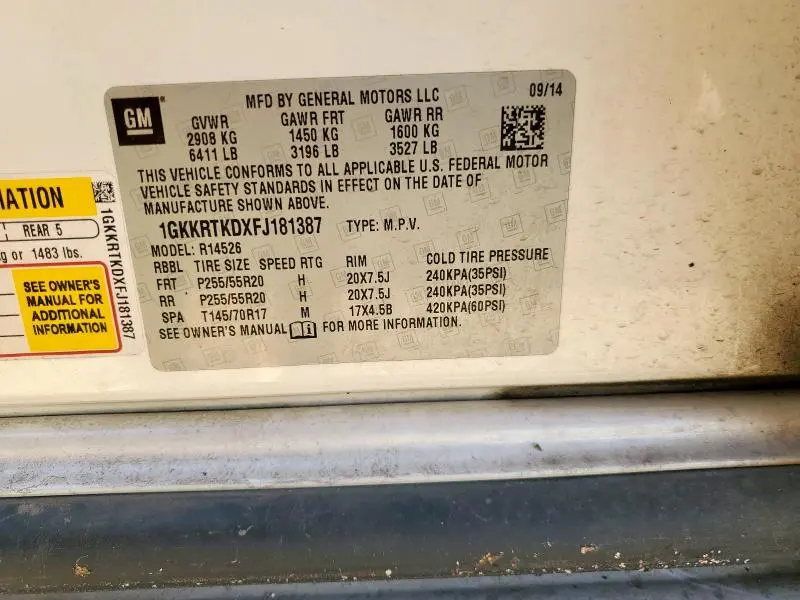 GM
MFD BY GENERAL MOTORS LLC
09/14
GVWR GAWR FRT GAWR RR
2908 KG 1450 KG 1600 KG
6411 LB 3196 LB 3527 LB
THIS VEHICLE CONFORMS TO ALL APPLICABLE U.S. FEDERAL MOTOR
VEHICLE SAFETY STANDARDS IN EFFECT ON THE DATE OF
MANUFACTURE SHOWN ABOVE.
1GKKRTKDXFJ181387 TYPE: M.P.V.
MODEL: R14526
RBBL TIRE SIZE SPEED RTG RIM COLD TIRE PRESSURE
FRT P255/55R20 H 20X7.5J 240KPA(35PSI)
RR P255/55R20 H 20X7.5J 240KPA(35PSI)
SPA T145/70R17 M 17X4.5B 420KPA(60PSI)
SEE OWNER'S MANUAL FOR MORE INFORMATION.
REAR 5
or 1483 lbs.
SEE OWNER'S
MANUAL FOR
ADDITIONAL
INFORMATION
1GKKRTKDXFJ181387